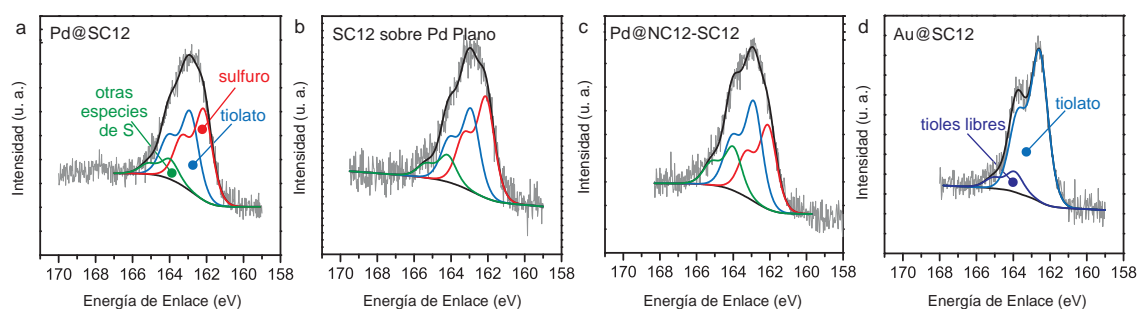 a
Pd@SC12
Intensidad (u. a.)
otras
especies
de S
sulfuro
tiolato
170 168 166 164 162 160 158
Energía de Enlace (eV)
b
SC12 sobre Pd Plano
Intensidad (u. a.)
170 168 166 164 162 160 158
Energía de Enlace (eV)
c
Pd@NC12-SC12
Intensidad (u. a.)
170 168 166 164 162 160 158
Energía de Enlace (eV)
d
Au@SC12
Intensidad (u. a.)
tioles libres
tiolato
170 168 165 163 162 160 158
Energía de Enlace (eV)